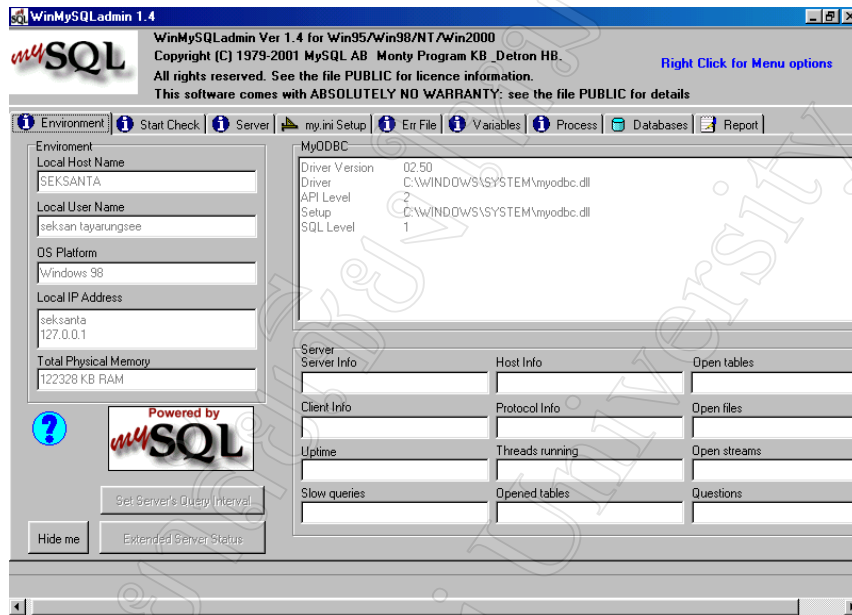 WinMySQLadmin 1.4
mySQL
WinMySQLadmin Ver 1.4 for Win95/Win98/NT/Win2000
Copyright (C) 1979-2001 MySQL AB Monty Program KB _Detron HB.
All rights reserved. See the file PUBLIC for licence information.
This software comes with ABSOLUTELY NO WARRANTY: see the file PUBLIC for details
Right Click for Menu options
Environment Start Check Server my.ini Setup Err File Variables Process Databases Report
Enviroment
Local Host Name
SEKSANTA
Local User Name
seksan tayarungsee
OS Platform
Windows 98
Local IP Address
seksanta
127.0.0.1
Total Physical Memory
122328 KB RAM
Powered by
mySQL
Set Server's Query Interval
Hide me Extended Server Status
MyODBC
Driver Version 02.50
Driver C:\WINDOWS\SYSTEM\myodbc.dll
API Level 2
Setup C:\WINDOWS\SYSTEM\myodbc.dll
SQL Level 1
Server
Server Info Host Info Open tables
Client Info Protocol Info Open files
Uptime Threads running Open streams
Slow queries Opened tables Questions
University